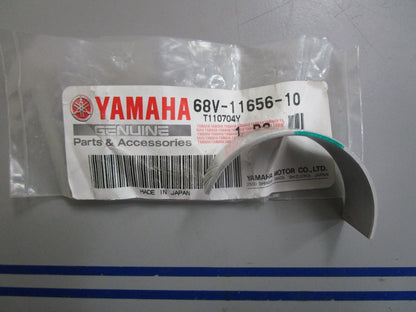 YAMAHA
GENUINE
Parts & Accessories
68V-11656-10
T110704Y
MADE IN JAPAN
YAMAHA MOTOR CO., LTD.